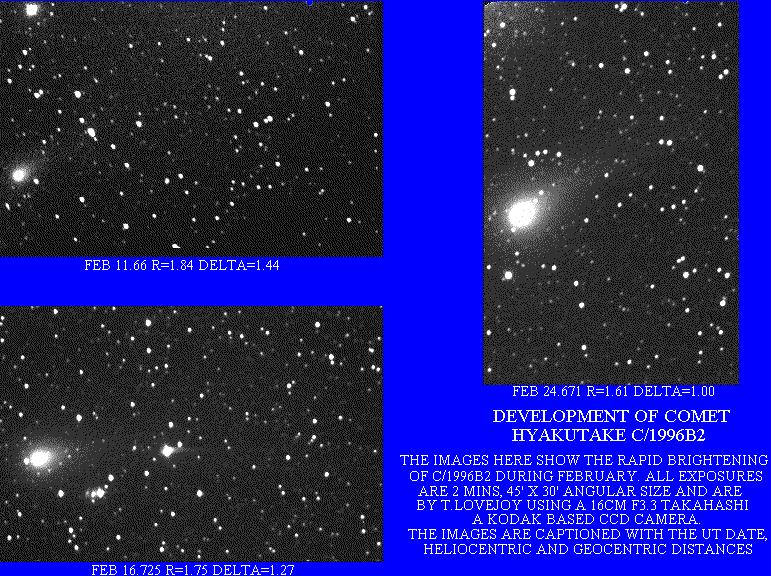 FEB 11.66 R=1.84 DELTA=1.44
FEB 16.725 R=1.75 DELTA=1.27
FEB 24.671 R=1.61 DELTA=1.00
DEVELOPMENT OF COMET
HYAKUTAKE C/1996B2
THE IMAGES HERE SHOW THE RAPID BRIGHTENING
OF C/1996B2 DURING FEBRUARY. ALL EXPOSURES
ARE 2 MINS, 45' X 30' ANGULAR SIZE AND ARE
BY T.LOVEJOY USING A 16CM F3.3 TAKAHASHI
A KODAK BASED CCD CAMERA.
THE IMAGES ARE CAPTIONED WITH THE UT DATE,
HELIOCENTRIC AND GEOCENTRIC DISTANCES